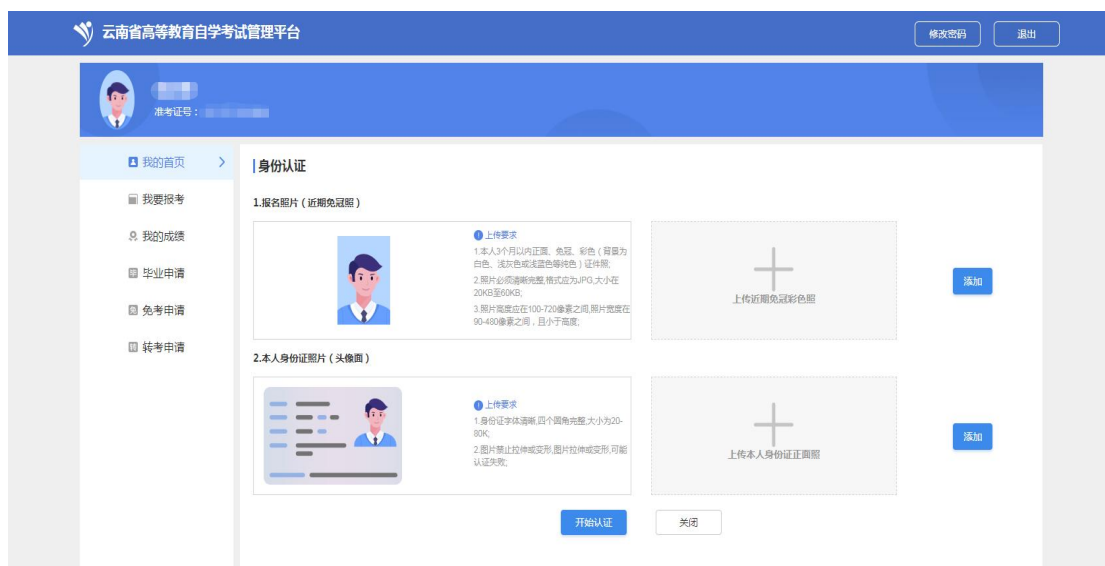 云南省高等教育自学考试管理平台
修改密码
退出
准考证号：
我的首页
我要报考
我的成绩
毕业申请
免考申请
转考申请
身份认证
1.报名照片（近期免冠照）
上传要求
1.本人3个月以内正面、免冠、彩色（背景为
白色、浅灰色或浅蓝色等纯色）证件照;
2.照片必须清晰完整,格式应为JPG,大小在
20KB至60KB;
3.照片高度应在100-720像素之间,照片宽度在
90-480像素之间，且小于高度;
上传近期免冠彩色照
添加
2.本人身份证照片（头像面）
上传要求
1.身份证字体清晰,四个圆角完整,大小为20-
80K;
2.图片禁止拉伸或变形,图片拉伸或变形,可能
认证失败;
上传本人身份证正面照
添加
开始认证
关闭